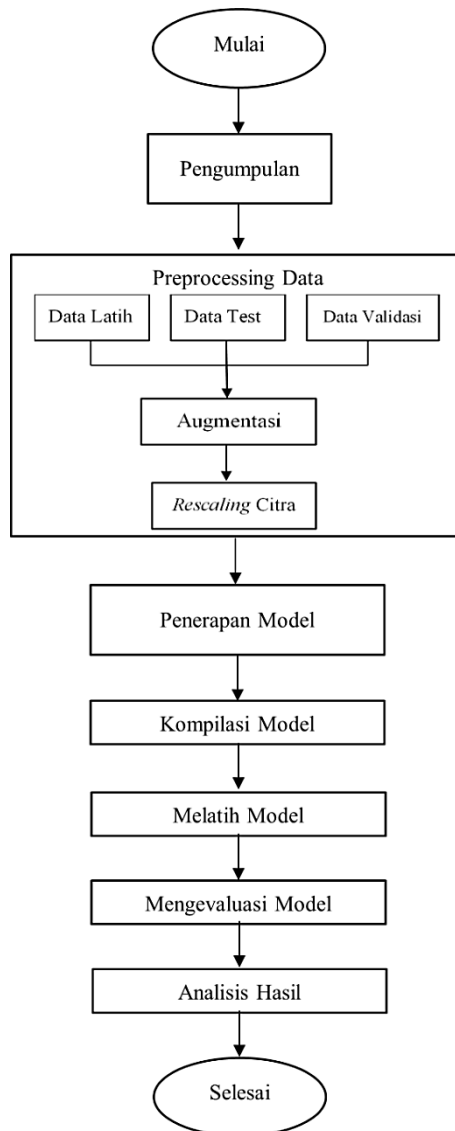 Mulai
Pengumpulan
Preprocessing Data
Data Latih
Data Test
Data Validasi
Augmentasi
Rescaling Citra
Penerapan Model
Kompilasi Model
Melatih Model
Mengevaluasi Model
Analisis Hasil
Selesai